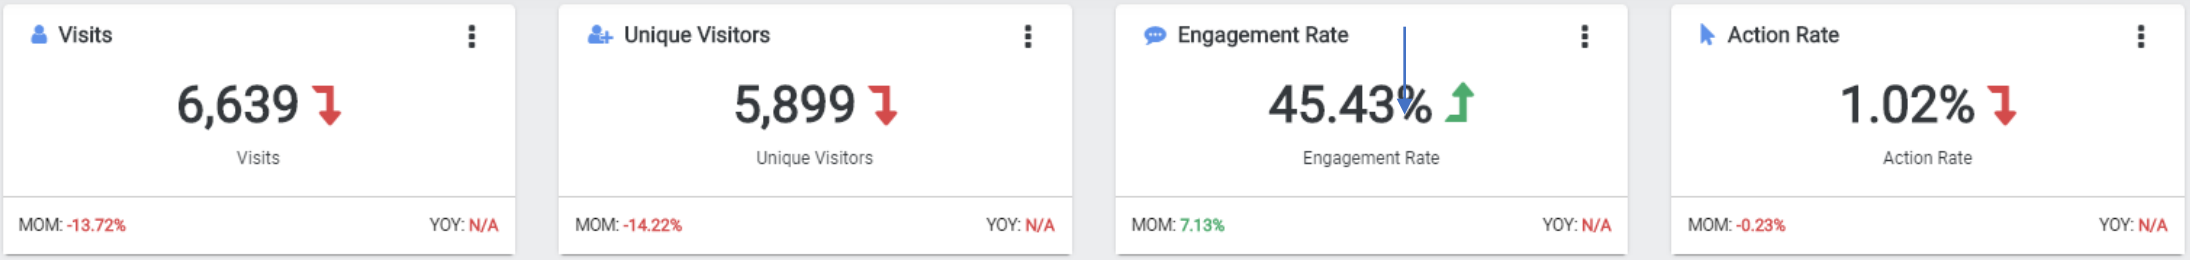 Visits
6,639
Visits
MOM: -13.72% YOY: N/A
Unique Visitors
5,899
Unique Visitors
MOM: -14.22% YOY: N/A
Engagement Rate
45.43%
Engagement Rate
MOM: 7.13% YOY: N/A
Action Rate
1.02%
Action Rate
MOM: -0.23% YOY: N/A